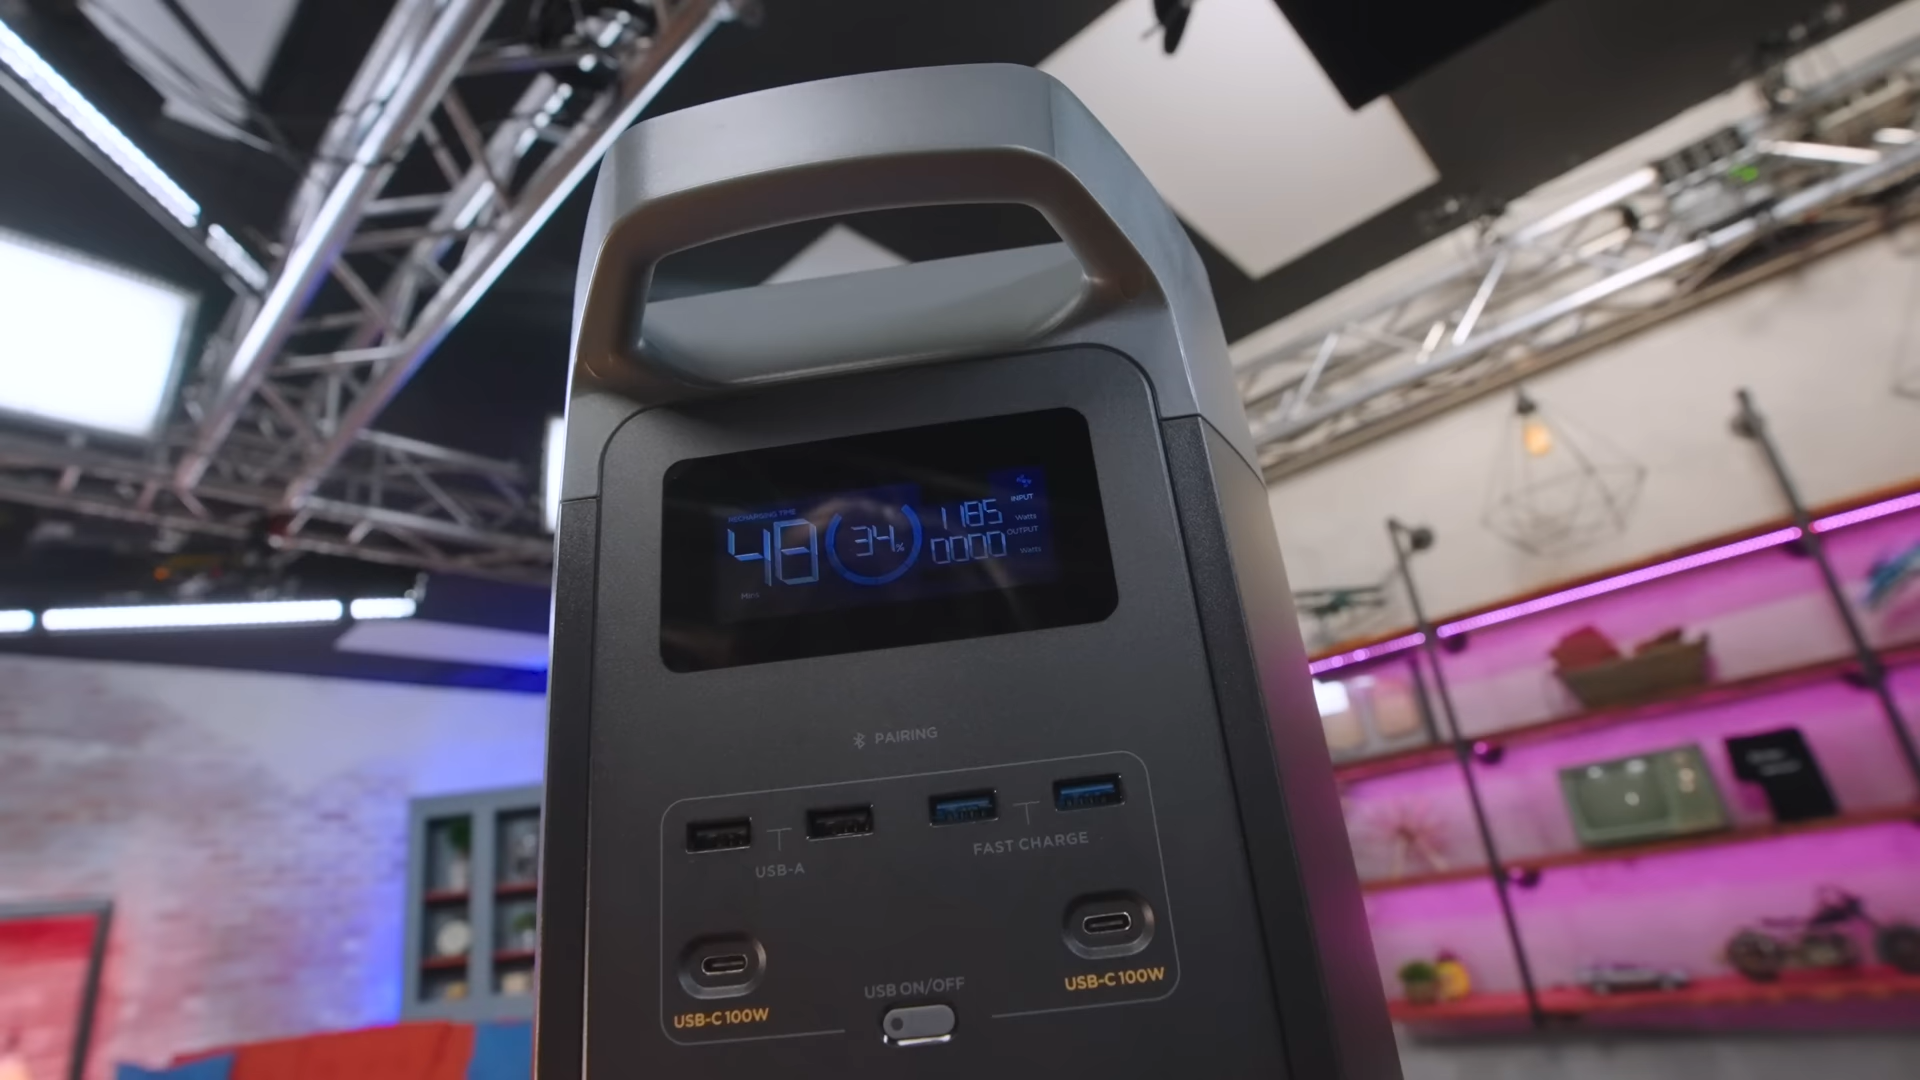 RECHARGING TIME
48
Mins
34%
1185
INPUT
Watts
0000
OUTPUT
Watts
PAIRING
USB-A
FAST CHARGE
USB-C 100W
USB ON/OFF
USB-C 100W